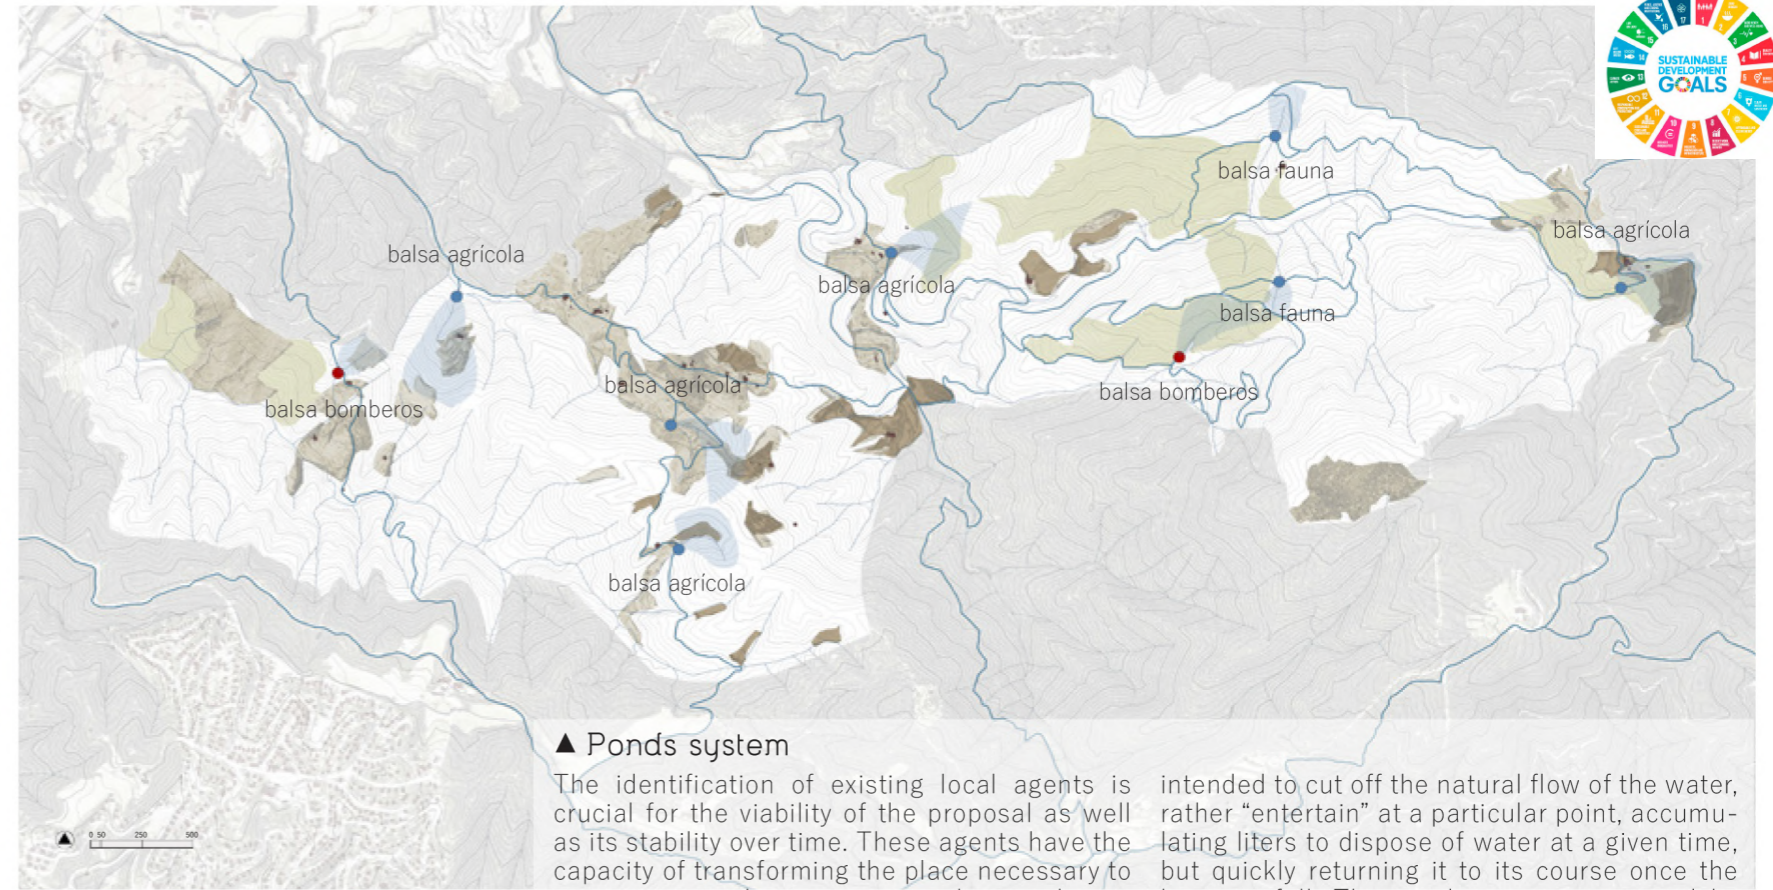 SUSTAINABLE
DEVELOPMENT
GOALS
balsa fauna
balsa agrícola
balsa agrícola
balsa agrícola
balsa fauna
balsa agrícola
balsa bomberos
balsa bomberos
balsa agrícola
▲ Ponds system
The identification of existing local agents is
crucial for the viability of the proposal as well
as its stability over time. These agents have the
capacity of transforming the place necessary to
intended to cut off the natural flow of the water,
rather “entertain” at a particular point, accumu-
lating liters to dispose of water at a given time,
but quickly returning it to its course once the
0 50 250 500